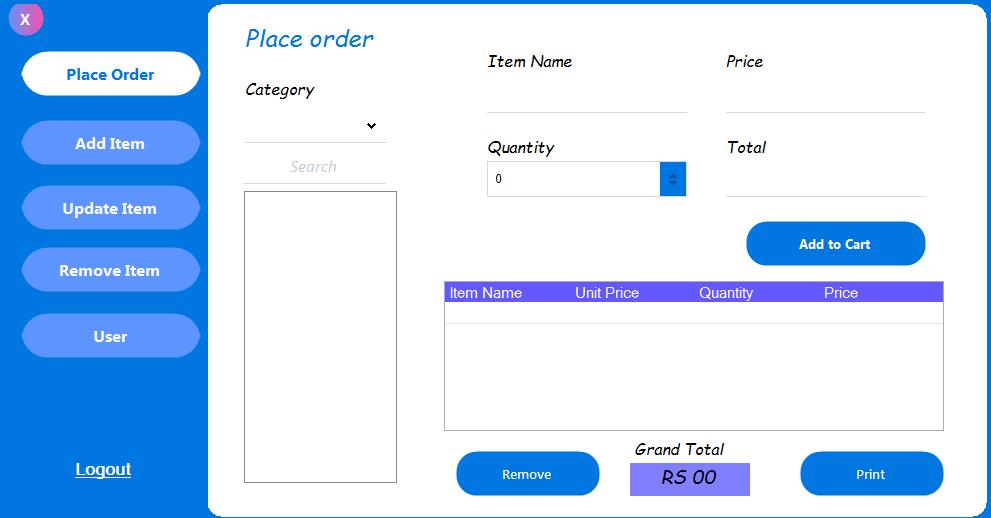 X
Place Order
Add Item
Update Item
Remove Item
User
Logout
Place order
Category
Search
Item Name
Price
Quantity
0
Total
Add to Cart
Item Name Unit Price Quantity Price
Grand Total
Remove
RS 00
Print